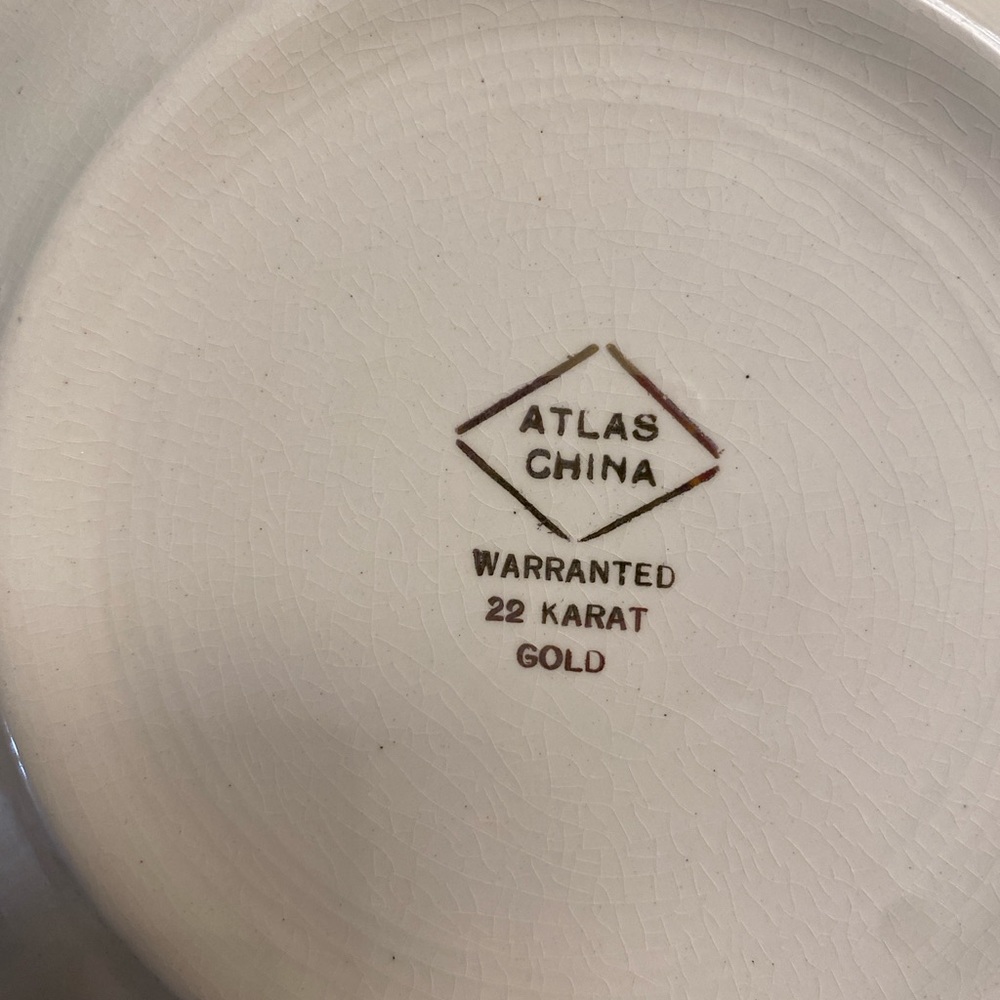 ATLAS
CHINA
WARRANTED
22 KARAT
GOLD